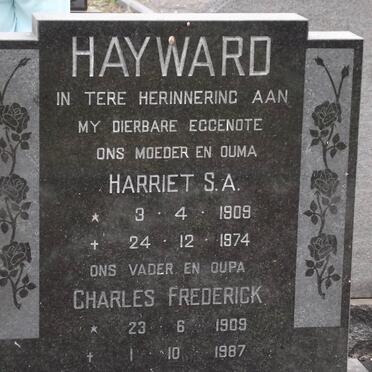 HAYWARD
IN TERE HERINNERING AAN
MY DIERBARE EGGENOTE
ONS MOEDER EN OUMA
HARRIET S.A.
* 3 · 4 · 1909
+ 24 · 12 · 1974
ONS VADER EN OUPA
CHARLES FREDERICK
* 23 · 6 · 1909
+ 1 · 10 · 1987